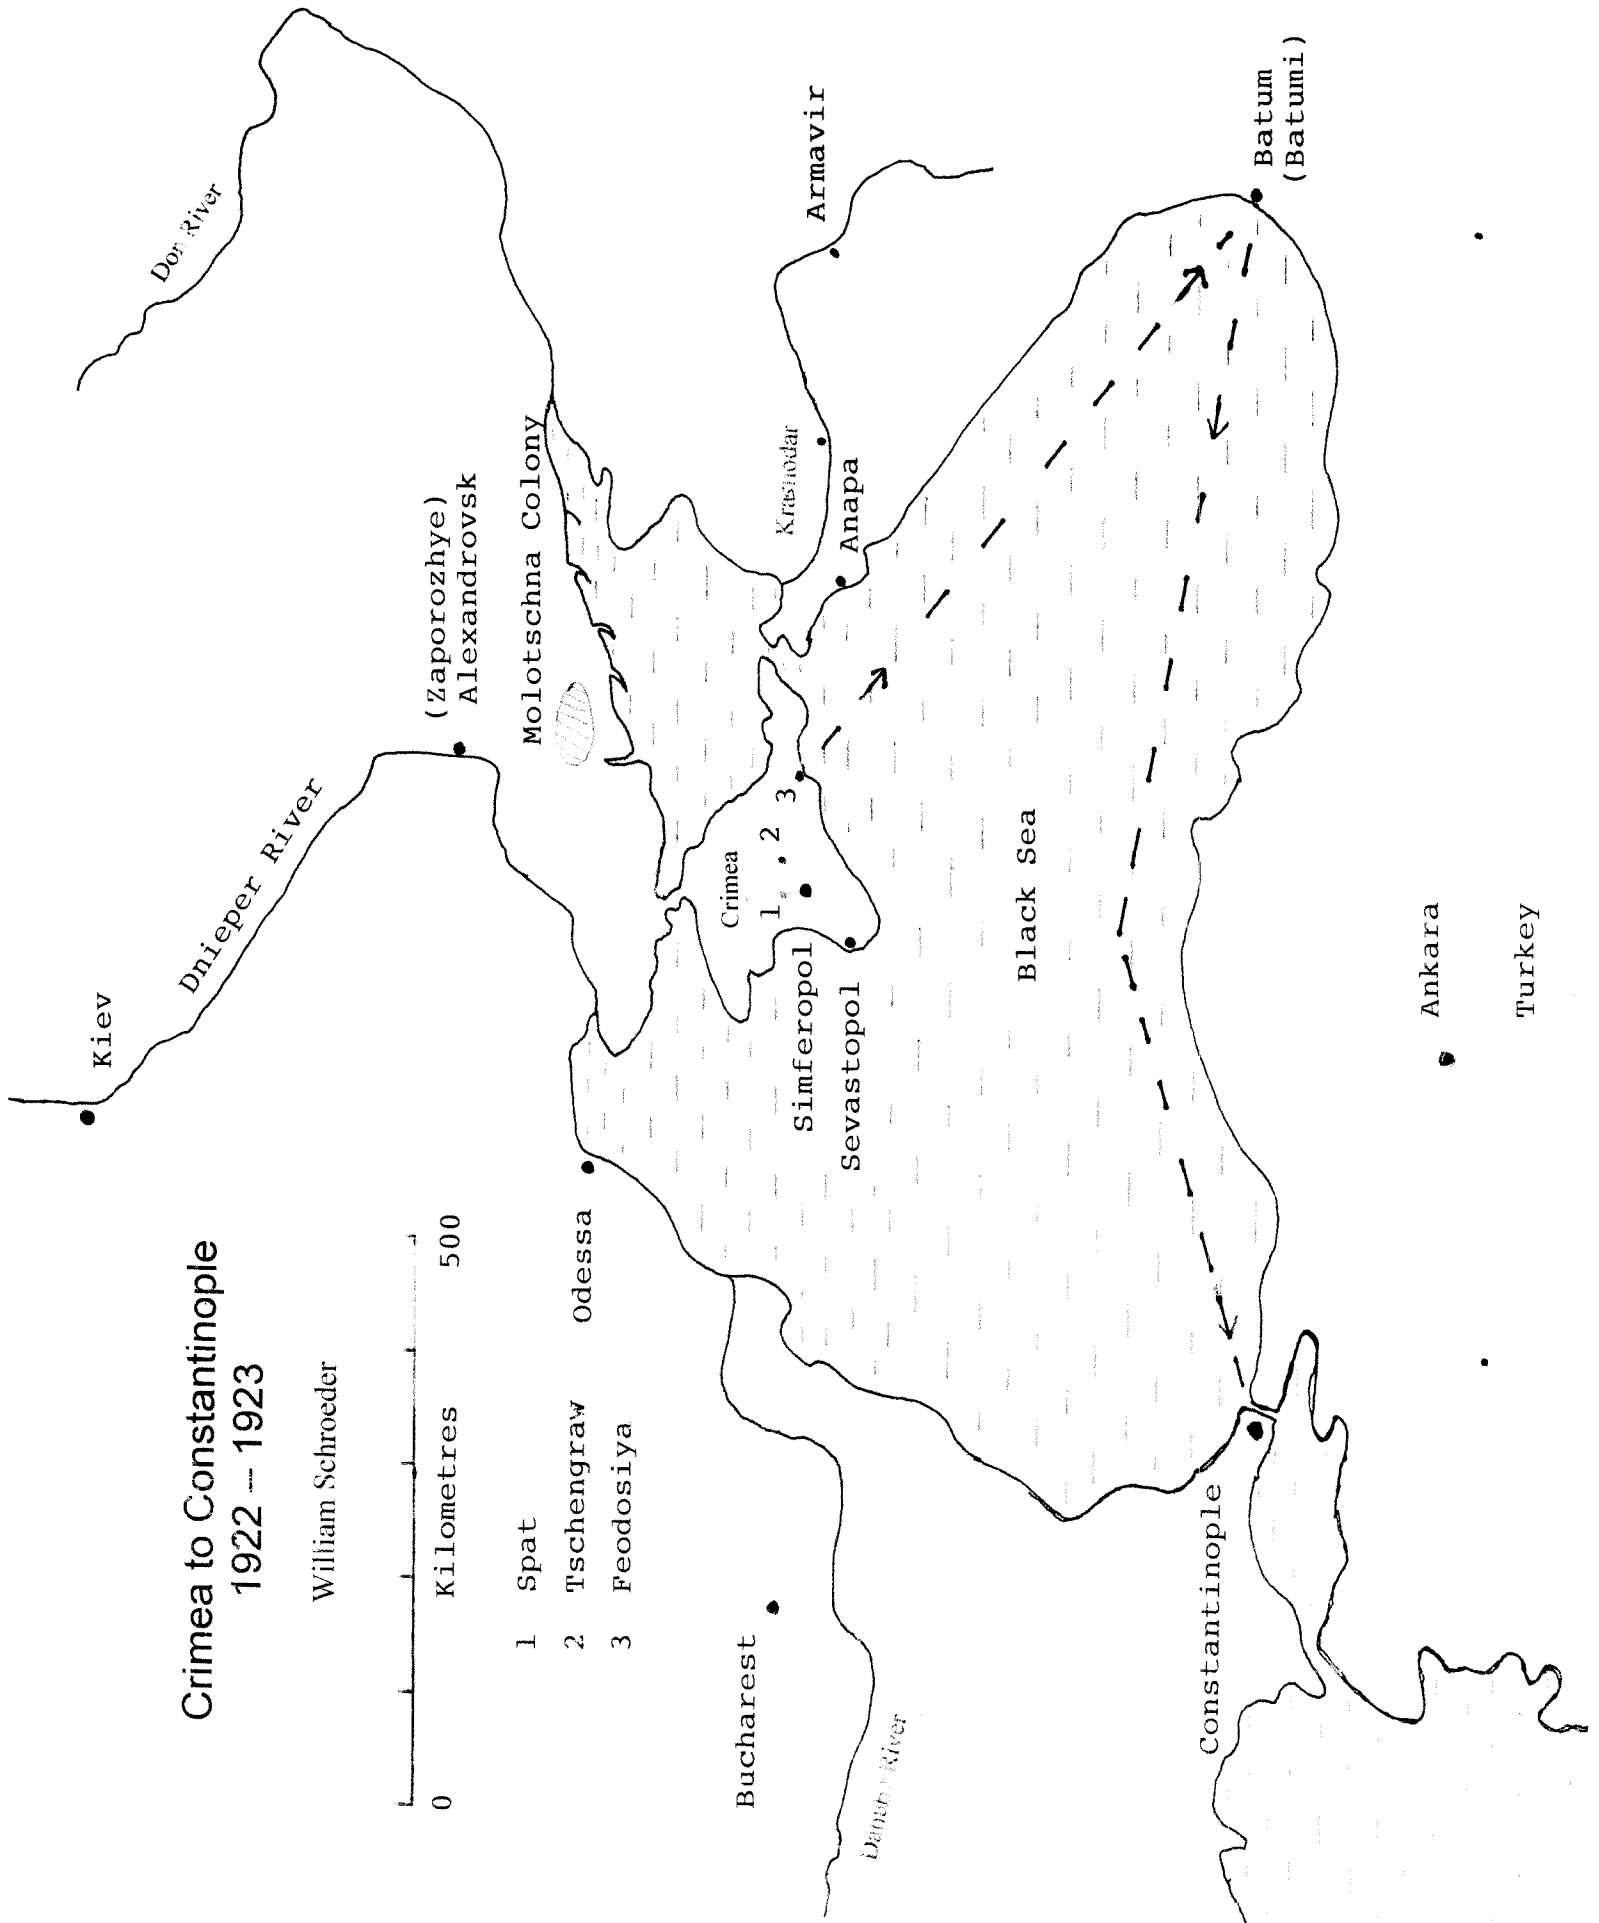 Crimea to Constantinople
1922 – 1923
William Schroeder
0
500
Kilometres
1 Spat
2 Tschengraw
3 Feodosiya
Kiev
Dnieper River
Don River
(Zaporozhye)
Alexandrovsk
Molotschna Colony
Odessa
Crimea
1
2
3
Simferopol
Sevastopol
Krasnodar
Anapa
Armavir
Batum
(Batumi)
Black Sea
Bucharest
Danube River
Constantinople
Ankara
Turkey